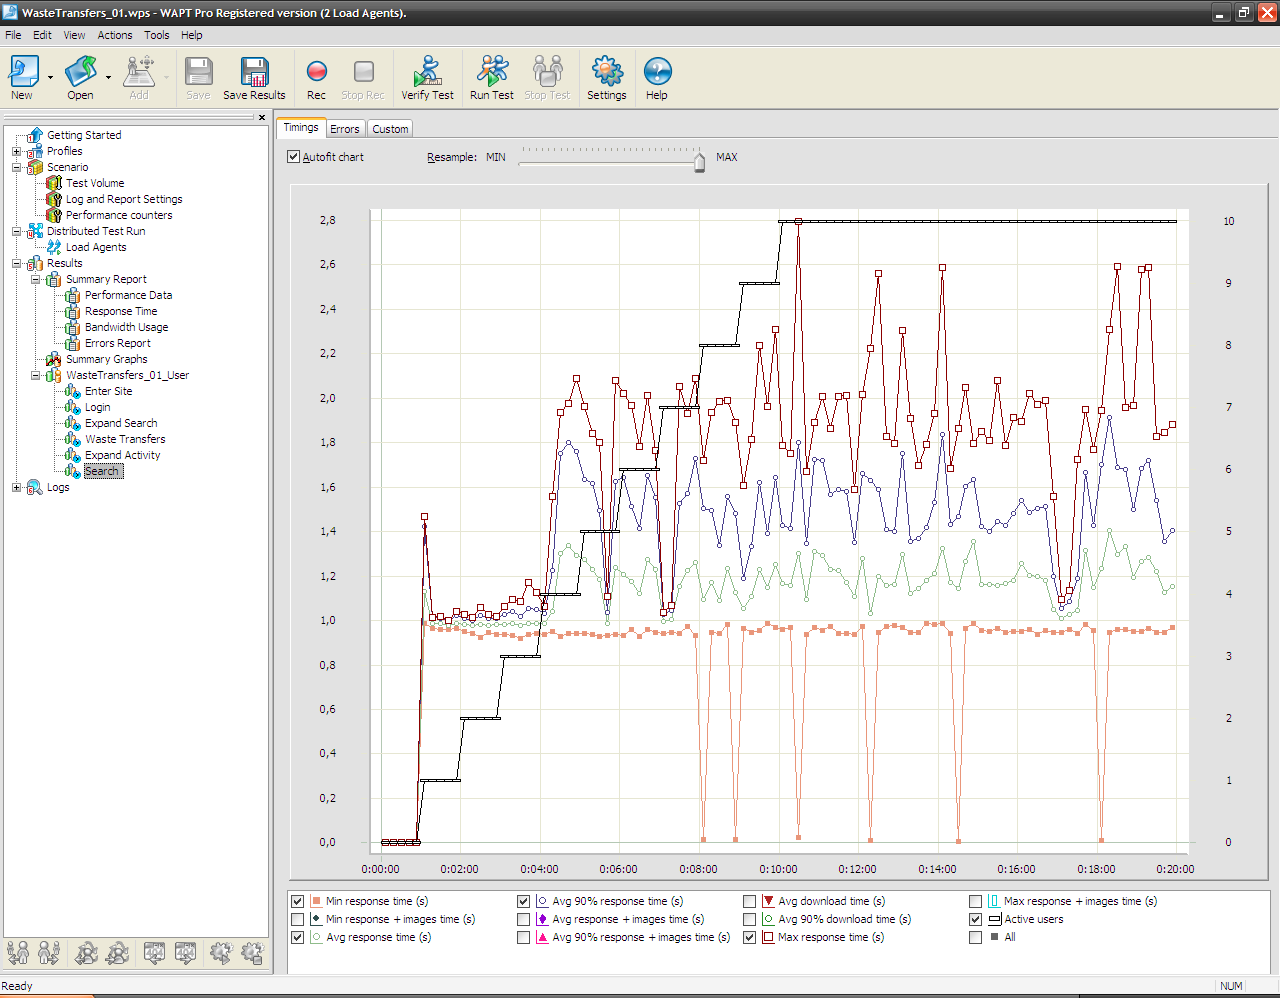 WasteTransfers_01.wps - WAPT Pro Registered version (2 Load Agents).
File Edit View Actions Tools Help
New Open Add Save Save Results Rec Stop Rec Verify Test Run Test Stop Test Settings Help
Getting Started
Profiles
Scenario
Test Volume
Log and Report Settings
Performance counters
Distributed Test Run
Load Agents
Results
Summary Report
Performance Data
Response Time
Bandwidth Usage
Errors Report
Summary Graphs
WasteTransfers_01_User
Enter Site
Login
Expand Search
Waste Transfers
Expand Activity
Search
Logs
Timings Errors Custom
Autofit chart Resample: MIN MAX
2,8 10
2,6
9
2,4
2,2 8
2,0
7
1,8
6
1,6
1,4 5
1,2
4
1,0
0,8 3
0,6
2
0,4
0,2 1
0,0 0
0:00:00 0:02:00 0:04:00 0:06:00 0:08:00 0:10:00 0:12:00 0:14:00 0:16:00 0:18:00 0:20:00
Min response time (s) Avg 90% response time (s) Avg download time (s) Max response + images time (s)
Min response + images time (s) Avg response + images time (s) Avg 90% download time (s) Active users
Avg response time (s) Avg 90% response + images time (s) Max response time (s) All
Ready NUM